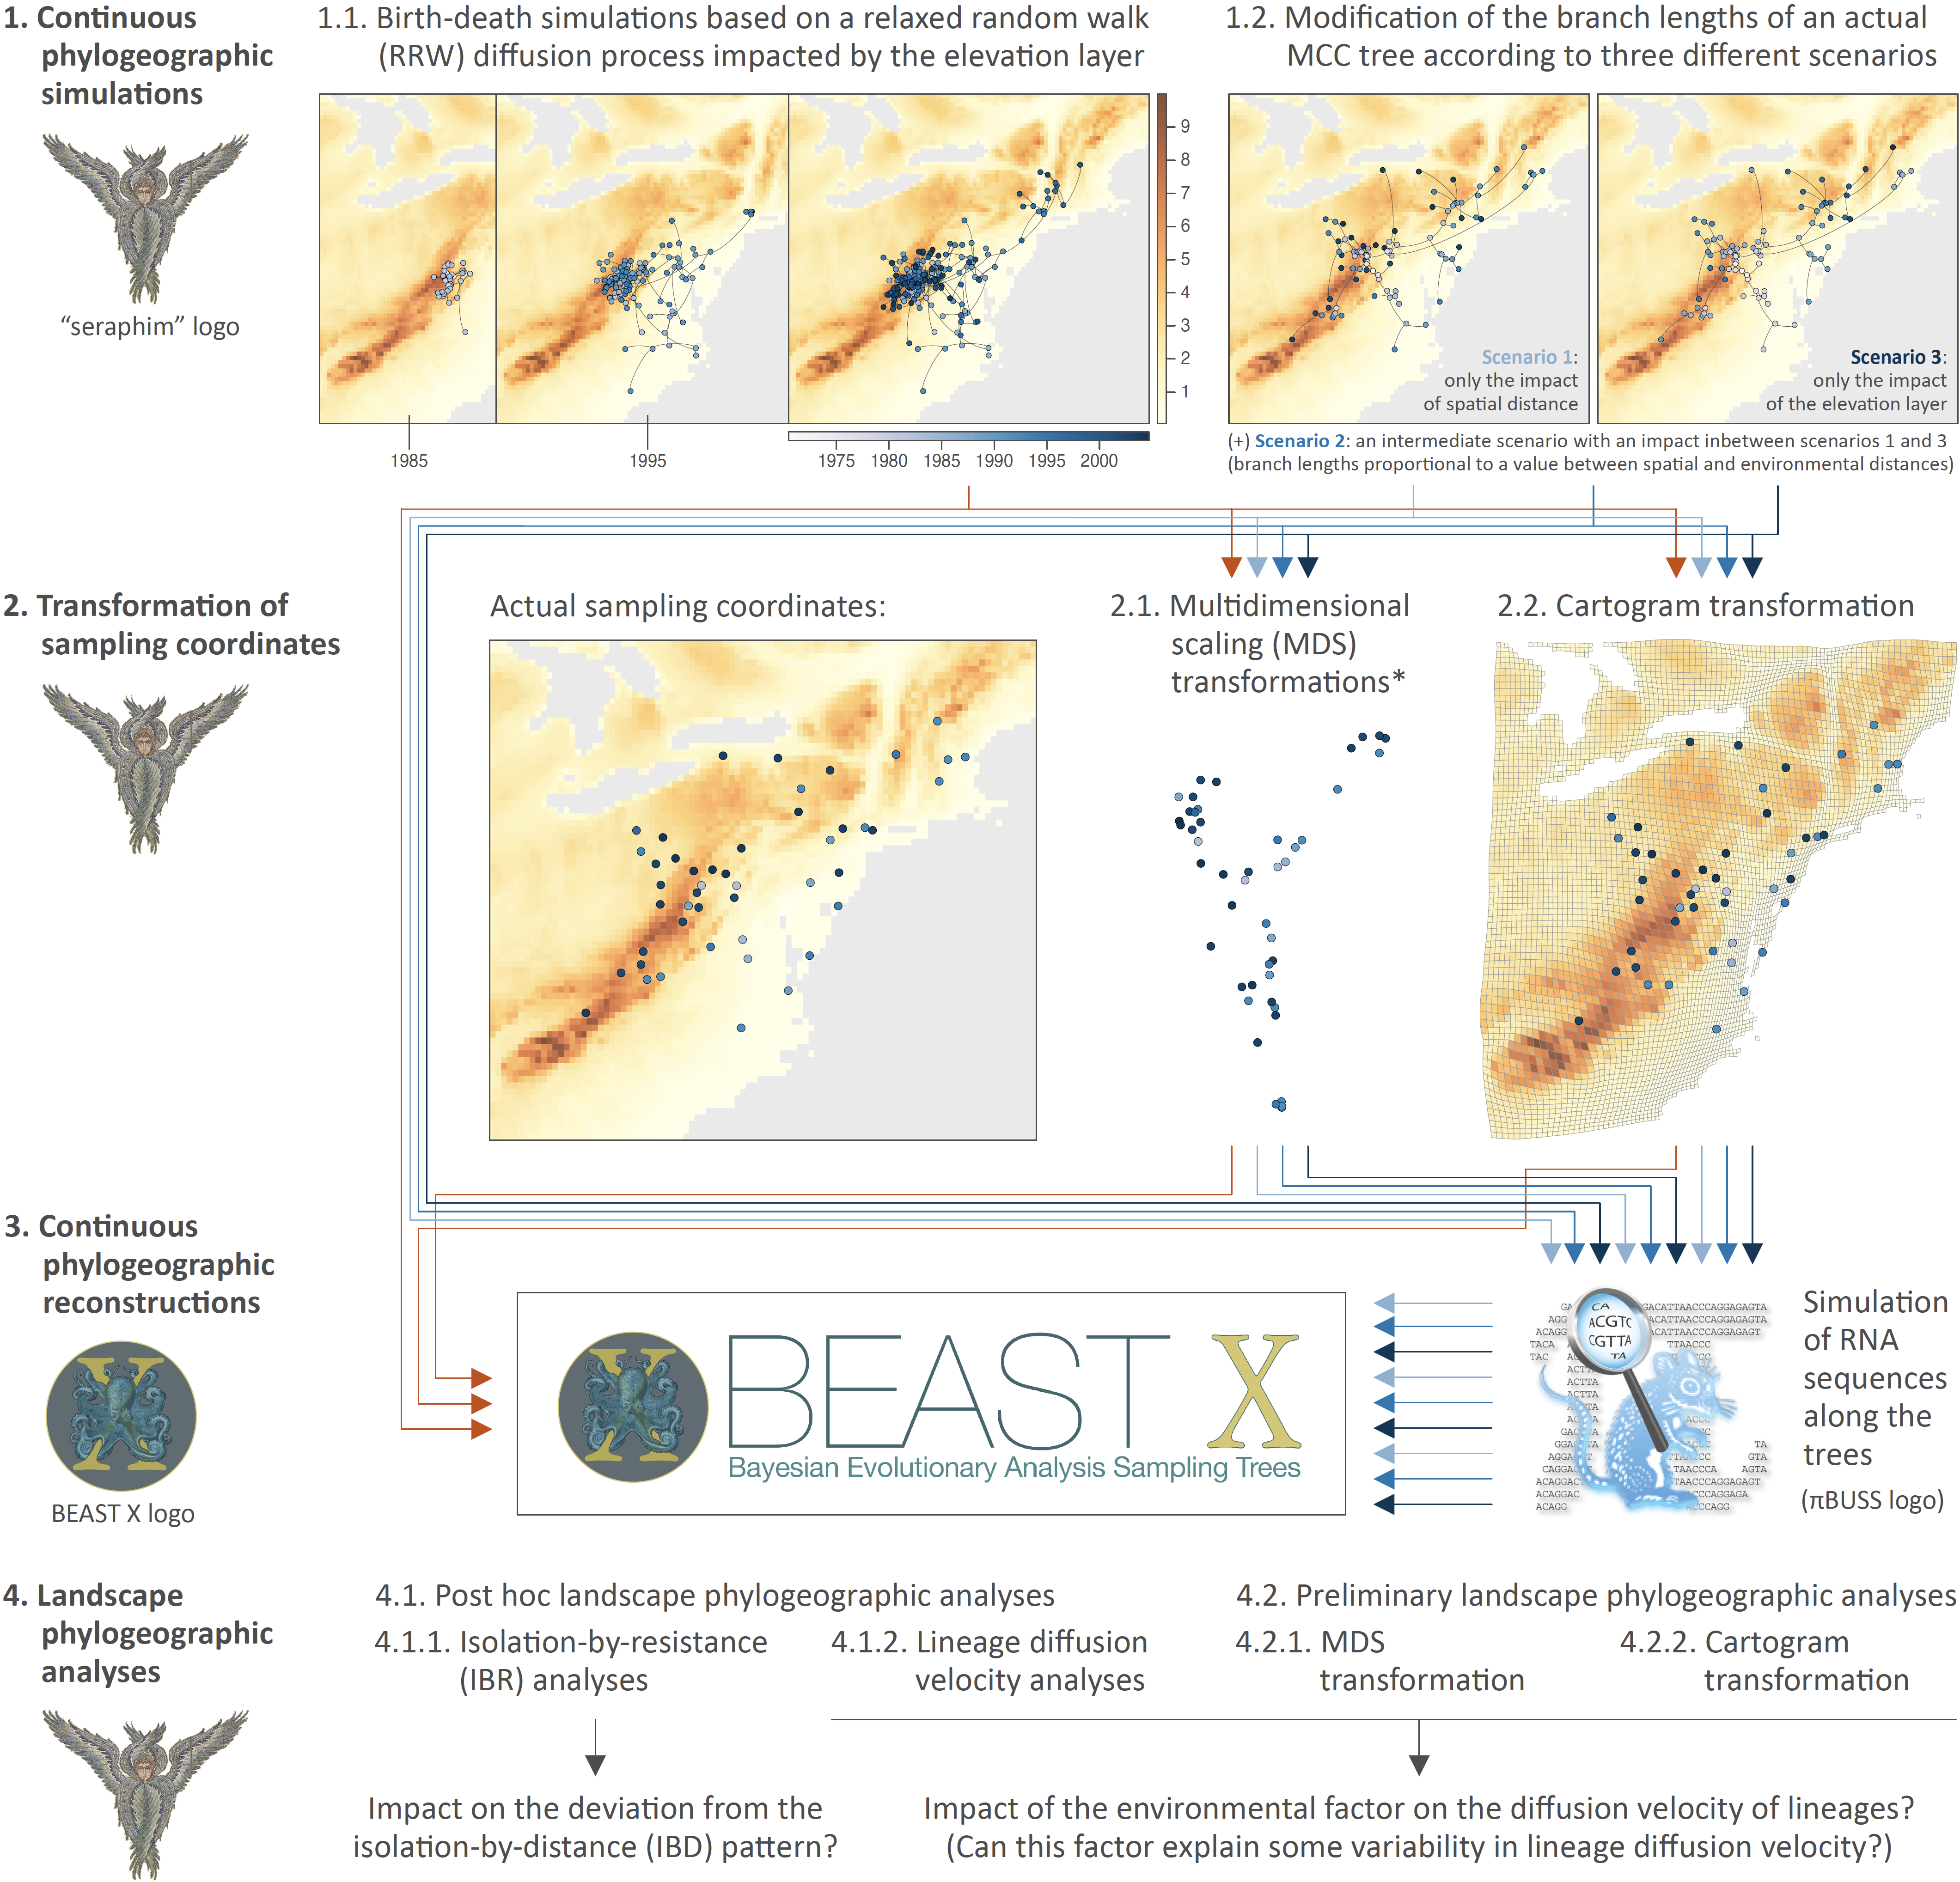 1. Continuous
phylogeographic
simulations
"seraphim" logo
1.1. Birth-death simulations based on a relaxed random walk
(RRW) diffusion process impacted by the elevation layer
9
8
7
6
5
4
3
2
1
1985
1995
1975 1980 1985 1990 1995 2000
1.2. Modification of the branch lengths of an actual
MCC tree according to three different scenarios
Scenario 1:
only the impact
of spatial distance
Scenario 3:
only the impact
of the elevation layer
(+) Scenario 2: an intermediate scenario with an impact inbetween scenarios 1 and 3
(branch lengths proportional to a value between spatial and environmental distances)
2. Transformation of
sampling coordinates
Actual sampling coordinates:
2.1. Multidimensional
scaling (MDS)
transformations*
2.2. Cartogram transformation
3. Continuous
phylogeographic
reconstructions
BEAST X logo
BEAST X
Bayesian Evolutionary Analysis Sampling Trees
CA
ACGTC
CGTTA
TA
GACATTAACCCAGGAGAGTA
ACATTAACCCAGGAGAGTA
CATTAACCCAGGAGAGT
TTAACCC
Simulation
of RNA
sequences
along the
trees
(πBUSS logo)
4. Landscape
phylogeographic
analyses
4.1. Post hoc landscape phylogeographic analyses
4.1.1. Isolation-by-resistance
(IBR) analyses
4.1.2. Lineage diffusion
velocity analyses
4.2. Preliminary landscape phylogeographic analyses
4.2.1. MDS
transformation
4.2.2. Cartogram
transformation
Impact on the deviation from the
isolation-by-distance (IBD) pattern?
Impact of the environmental factor on the diffusion velocity of lineages?
(Can this factor explain some variability in lineage diffusion velocity?)